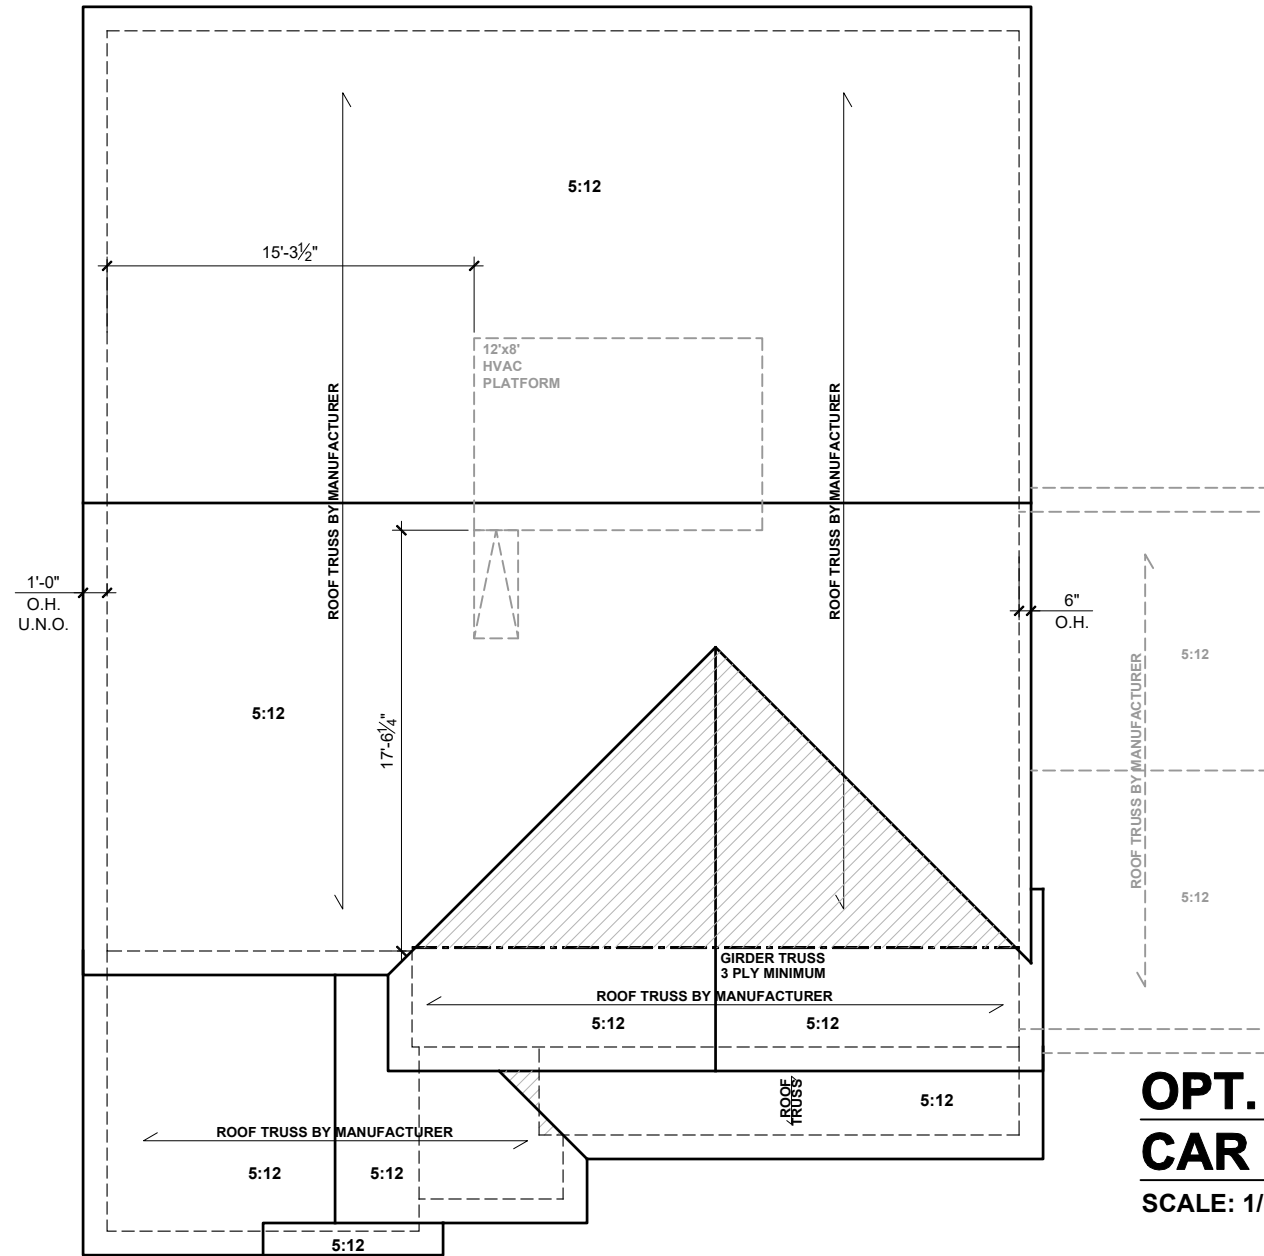 5:12
15'-3½"
12'x8'
HVAC
PLATFORM
ROOF TRUSS BY MANUFACTURER
ROOF TRUSS BY MANUFACTURER
1'-0"
O.H.
U.N.O.
6"
O.H.
5:12
ROOF TRUSS BY MANUFACTURER
5:12
5:12
17'-6¼"
GIRDER TRUSS
3 PLY MINIMUM
ROOF TRUSS BY MANUFACTURER
5:12
5:12
ROOF
TRUSS
5:12
ROOF TRUSS BY MANUFACTURER
5:12
5:12
5:12
OPT.
CAR
SCALE: 1/